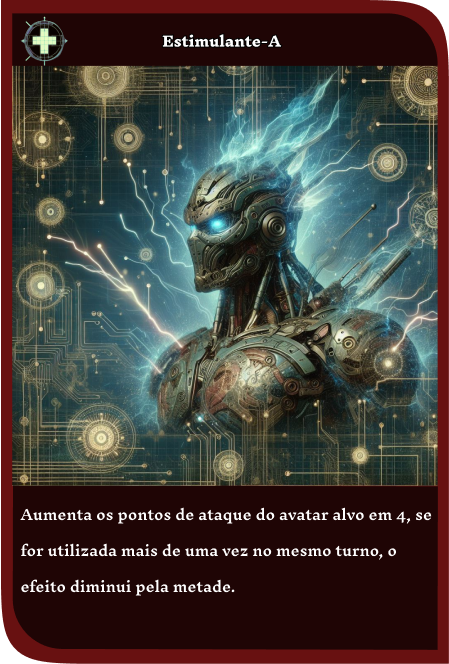 Estimulante-A
Aumenta os pontos de ataque do avatar alvo em 4, se
for utilizada mais de uma vez no mesmo turno, o
efeito diminui pela metade.